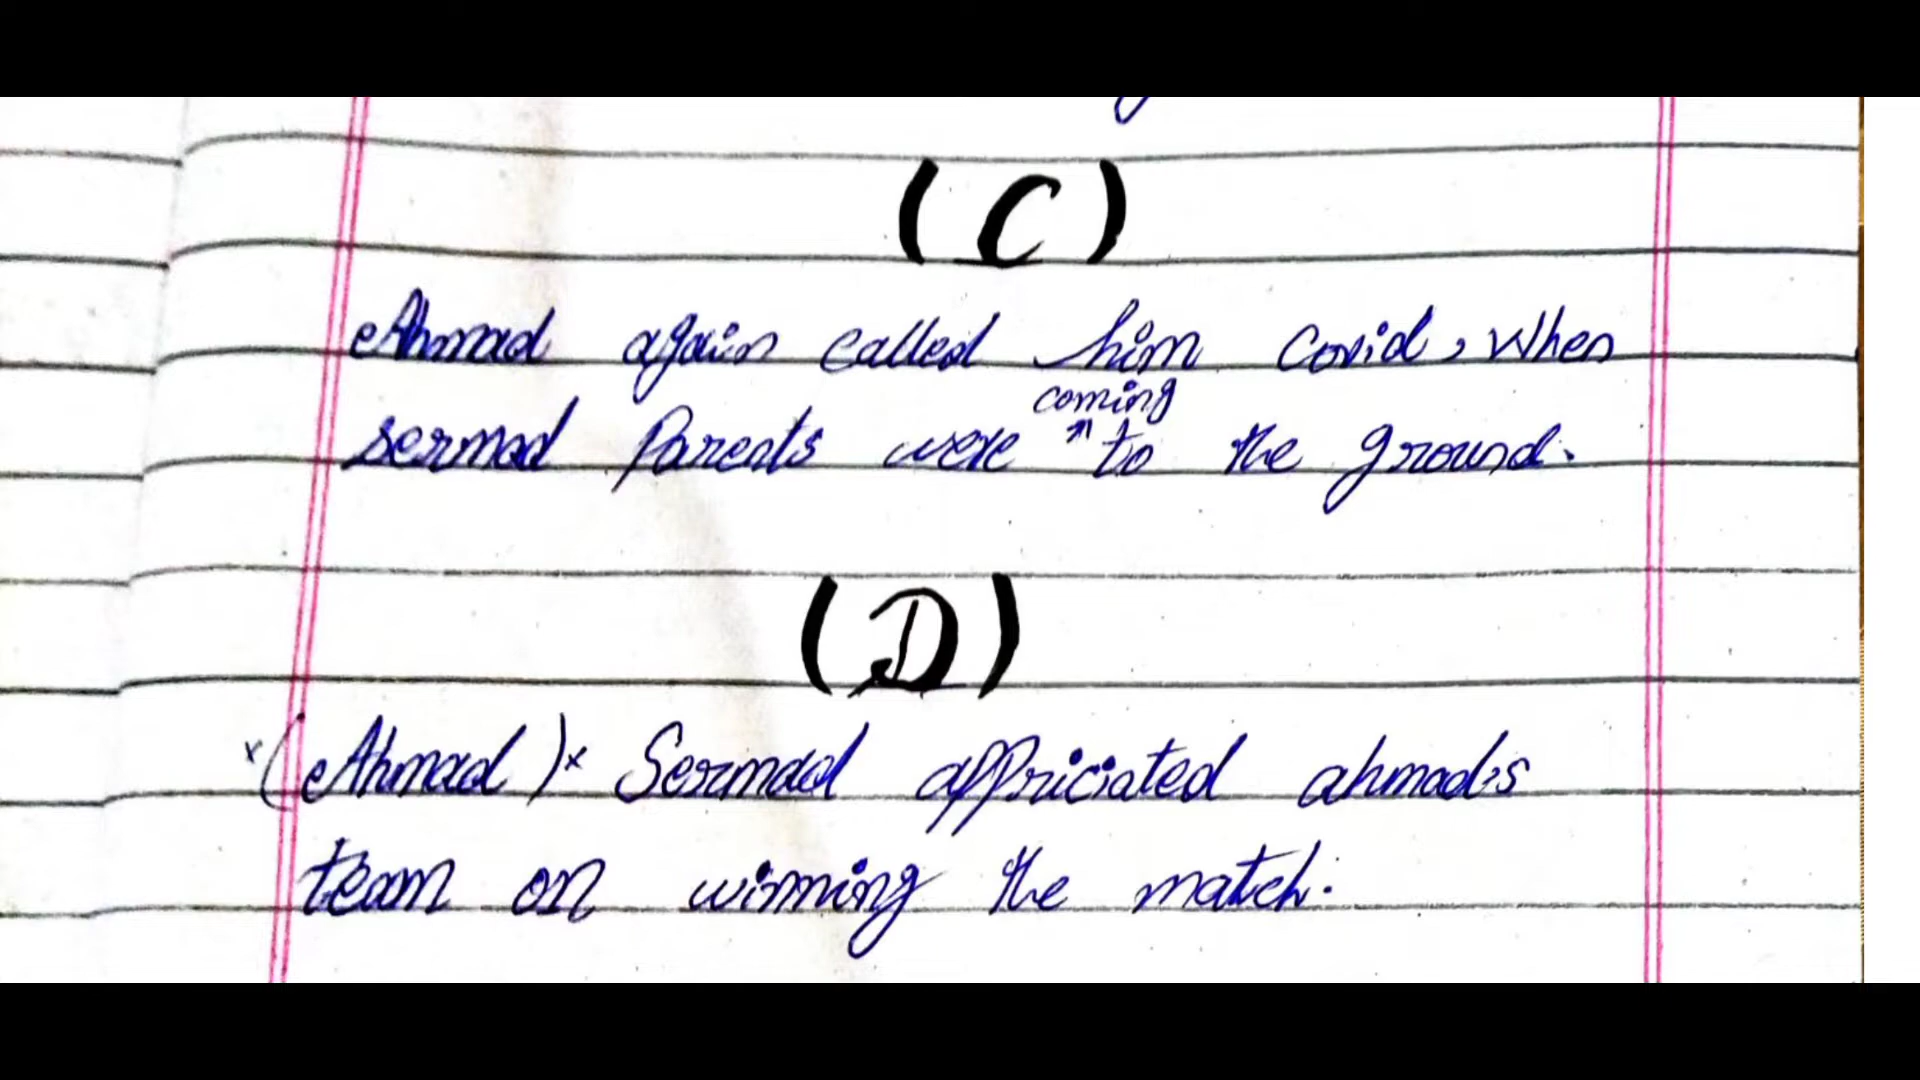 (C)
Ahmad again called him Covid, When
coming
sermad Parents were to the ground.
(D)
x(Ahmad)x Sermad appriciated ahmad's
team on winning the match.